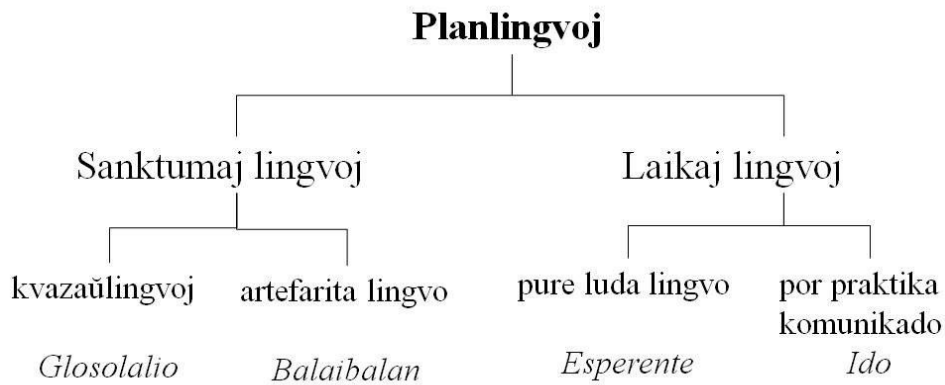 Planlingvoj
Sanktumaj lingvoj
Laikaj lingvoj
kvazaŭlingvoj
artefarita lingvo
pure luda lingvo
por praktika
komunikado
Glosolalio
Balaibalan
Esperente
Ido